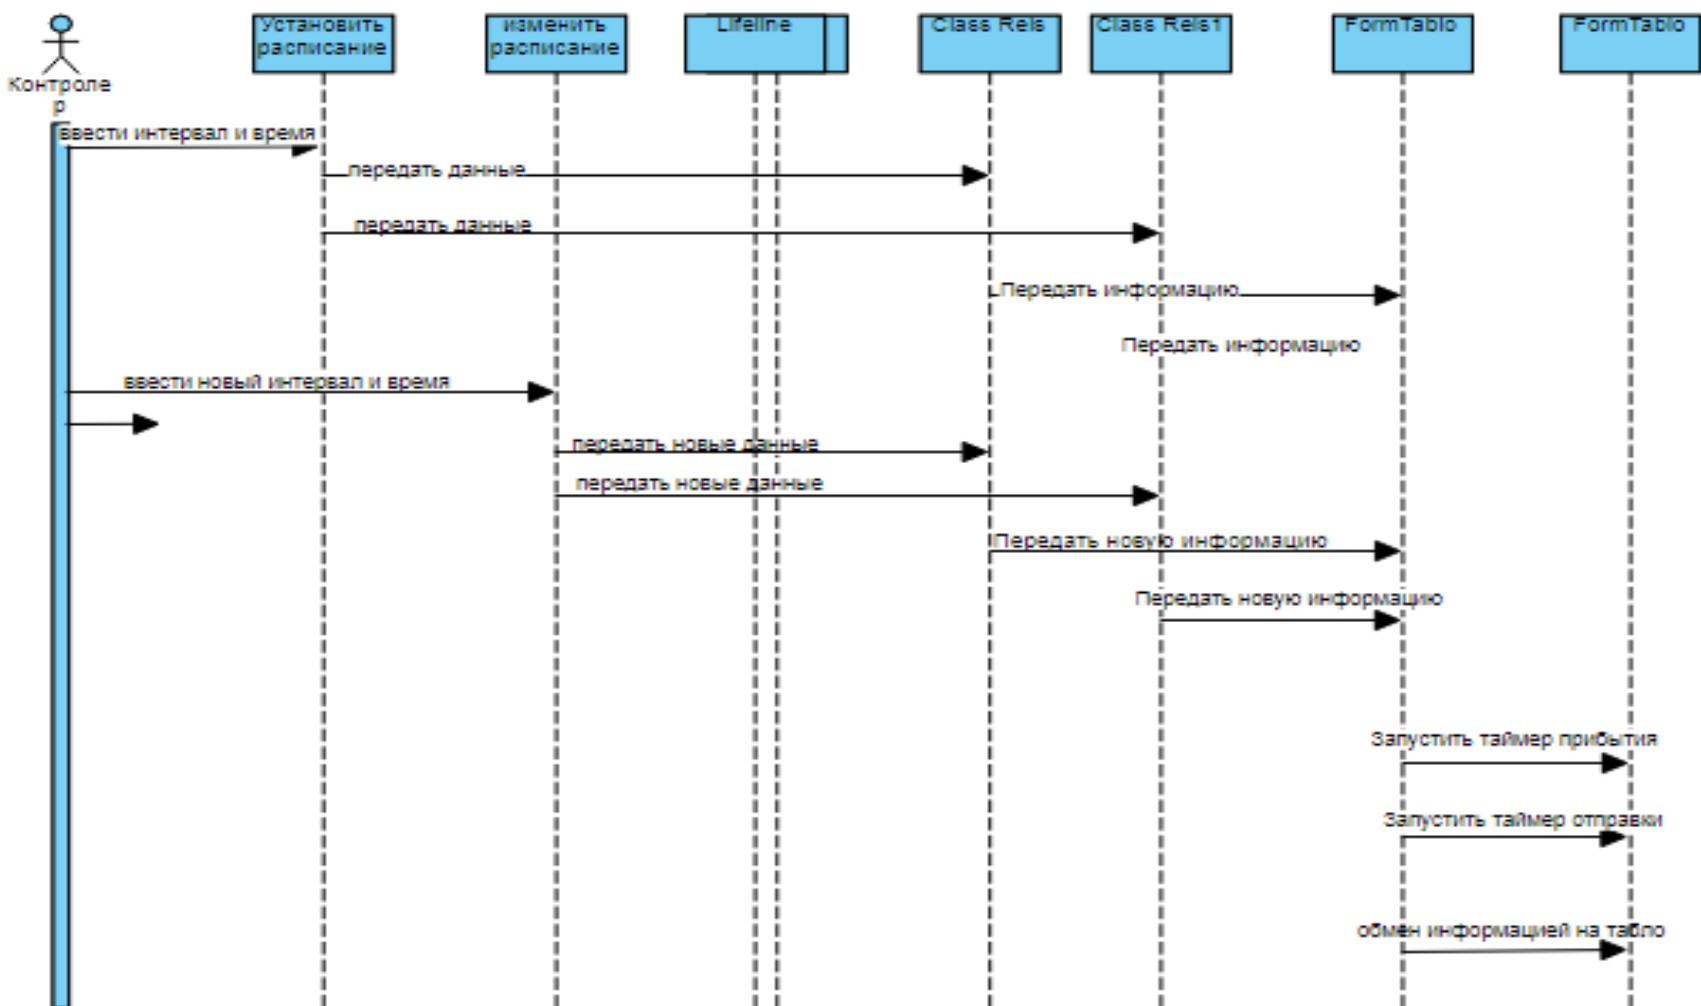 Контроле
р
Установить
расписание
изменить
расписание
Lifeline
Class Reis
Class Reis1
FormTablo
FormTablo
ввести интервал и время
передать данные
передать данные
Передать информацию
Передать информацию
ввести новый интервал и время
передать новые данные
передать новые данные
Передать новую информацию
Передать новую информацию
Запустить таймер прибытия
Запустить таймер отправки
обмен информацией на табло